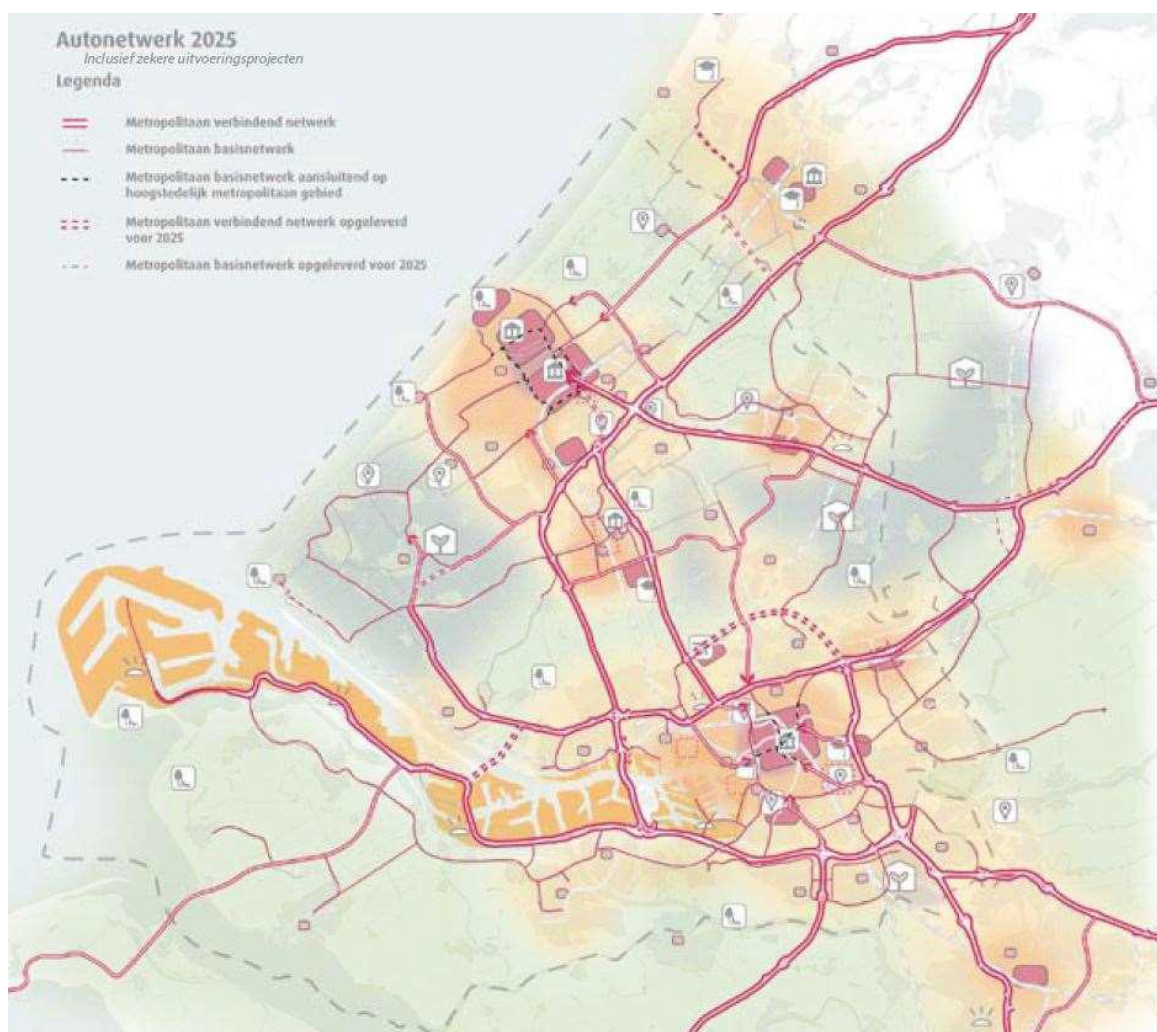 Autonetwerk 2025
Inclusief zekere uitvoeringsprojecten
Legenda
Metropolitaan verbindend netwerk
Metropolitaan basisnetwerk
Metropolitaan basisnetwerk aansluitend op
hoogstedelijk metropolitaan gebied
Metropolitaan verbindend netwerk opgeleverd
voor 2025
Metropolitaan basisnetwerk opgeleverd voor 2025